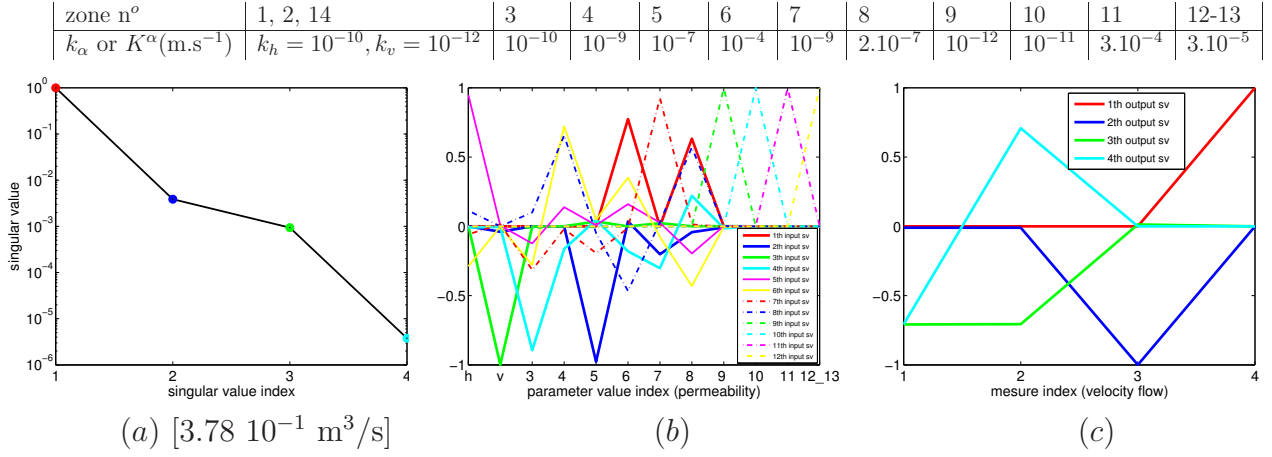 zone nº 1, 2, 14 3 4 5 6 7 8 9 10 11 12-13
k_α or K^α(m.s⁻¹) k_h = 10⁻¹⁰, k_v = 10⁻¹² 10⁻¹⁰ 10⁻⁹ 10⁻⁷ 10⁻⁴ 10⁻⁹ 2.10⁻⁷ 10⁻¹² 10⁻¹¹ 3.10⁻⁴ 3.10⁻⁵
10⁰
10⁻¹
10⁻²
10⁻³
10⁻⁴
10⁻⁵
10⁻⁶
singular value
1 2 3 4
singular value index
(a) [3.78 10⁻¹ m³/s]
1
0.5
0
−0.5
−1
h v 3 4 5 6 7 8 9 10 11 12_13
1th input sv
2th input sv
3th input sv
4th input sv
5th input sv
6th input sv
7th input sv
8th input sv
9th input sv
10th input sv
11th input sv
12th input sv
parameter value index (permeability)
(b)
1
0.5
0
−0.5
−1
1th output sv
2th output sv
3th output sv
4th output sv
1 2 3 4
mesure index (velocity flow)
(c)